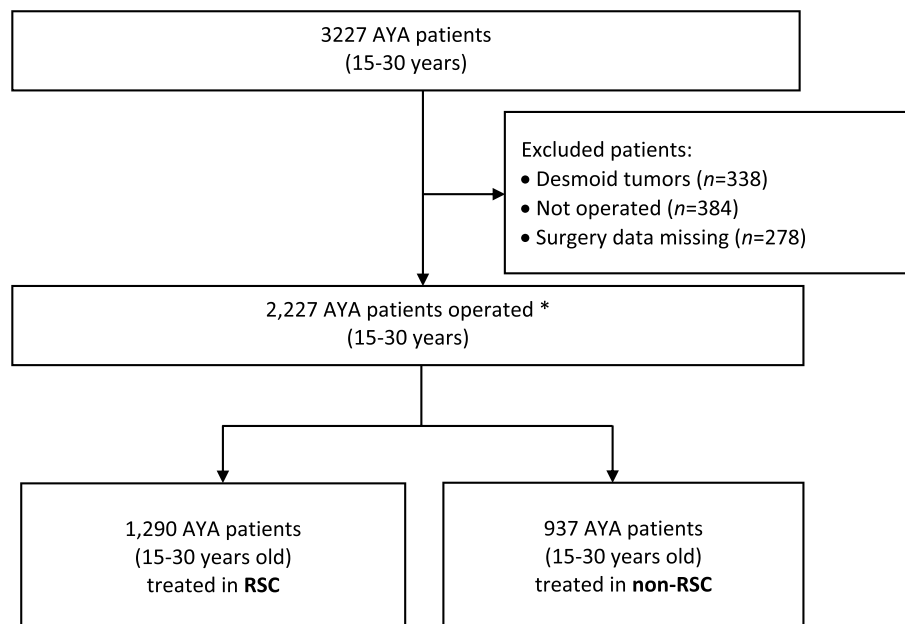 3227 AYA patients
(15-30 years)
Excluded patients:
• Desmoid tumors (n=338)
• Not operated (n=384)
• Surgery data missing (n=278)
2,227 AYA patients operated *
(15-30 years)
1,290 AYA patients
(15-30 years old)
treated in RSC
937 AYA patients
(15-30 years old)
treated in non-RSC